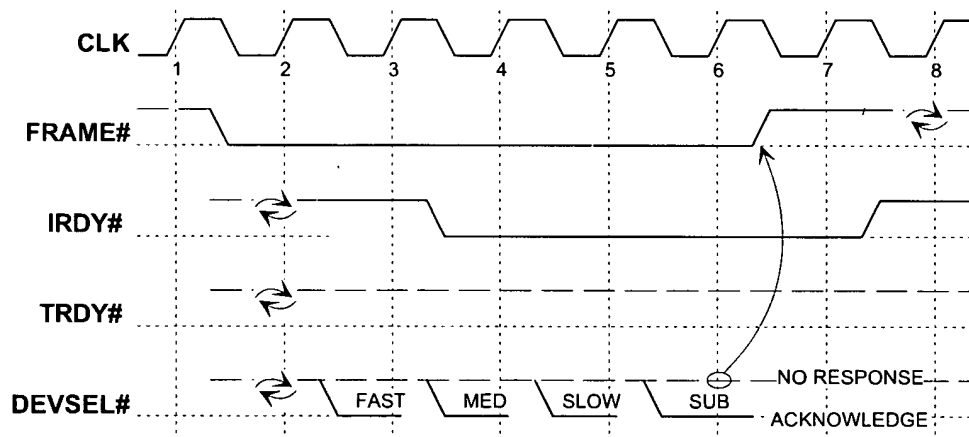 CLK
1 2 3 4 5 6 7 8
FRAME#
IRDY#
TRDY#
DEVSEL#
FAST MED SLOW SUB
NO RESPONSE
ACKNOWLEDGE